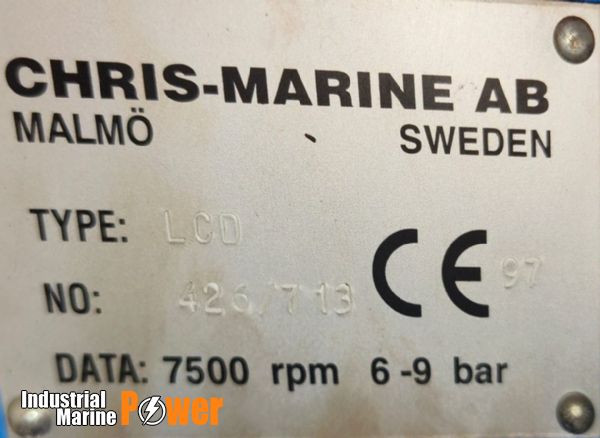 CHRIS-MARINE AB
MALMÖ SWEDEN
TYPE: LCD
NO: 426/713
CE 97
DATA: 7500 rpm 6-9 bar
Industrial
Marine Power